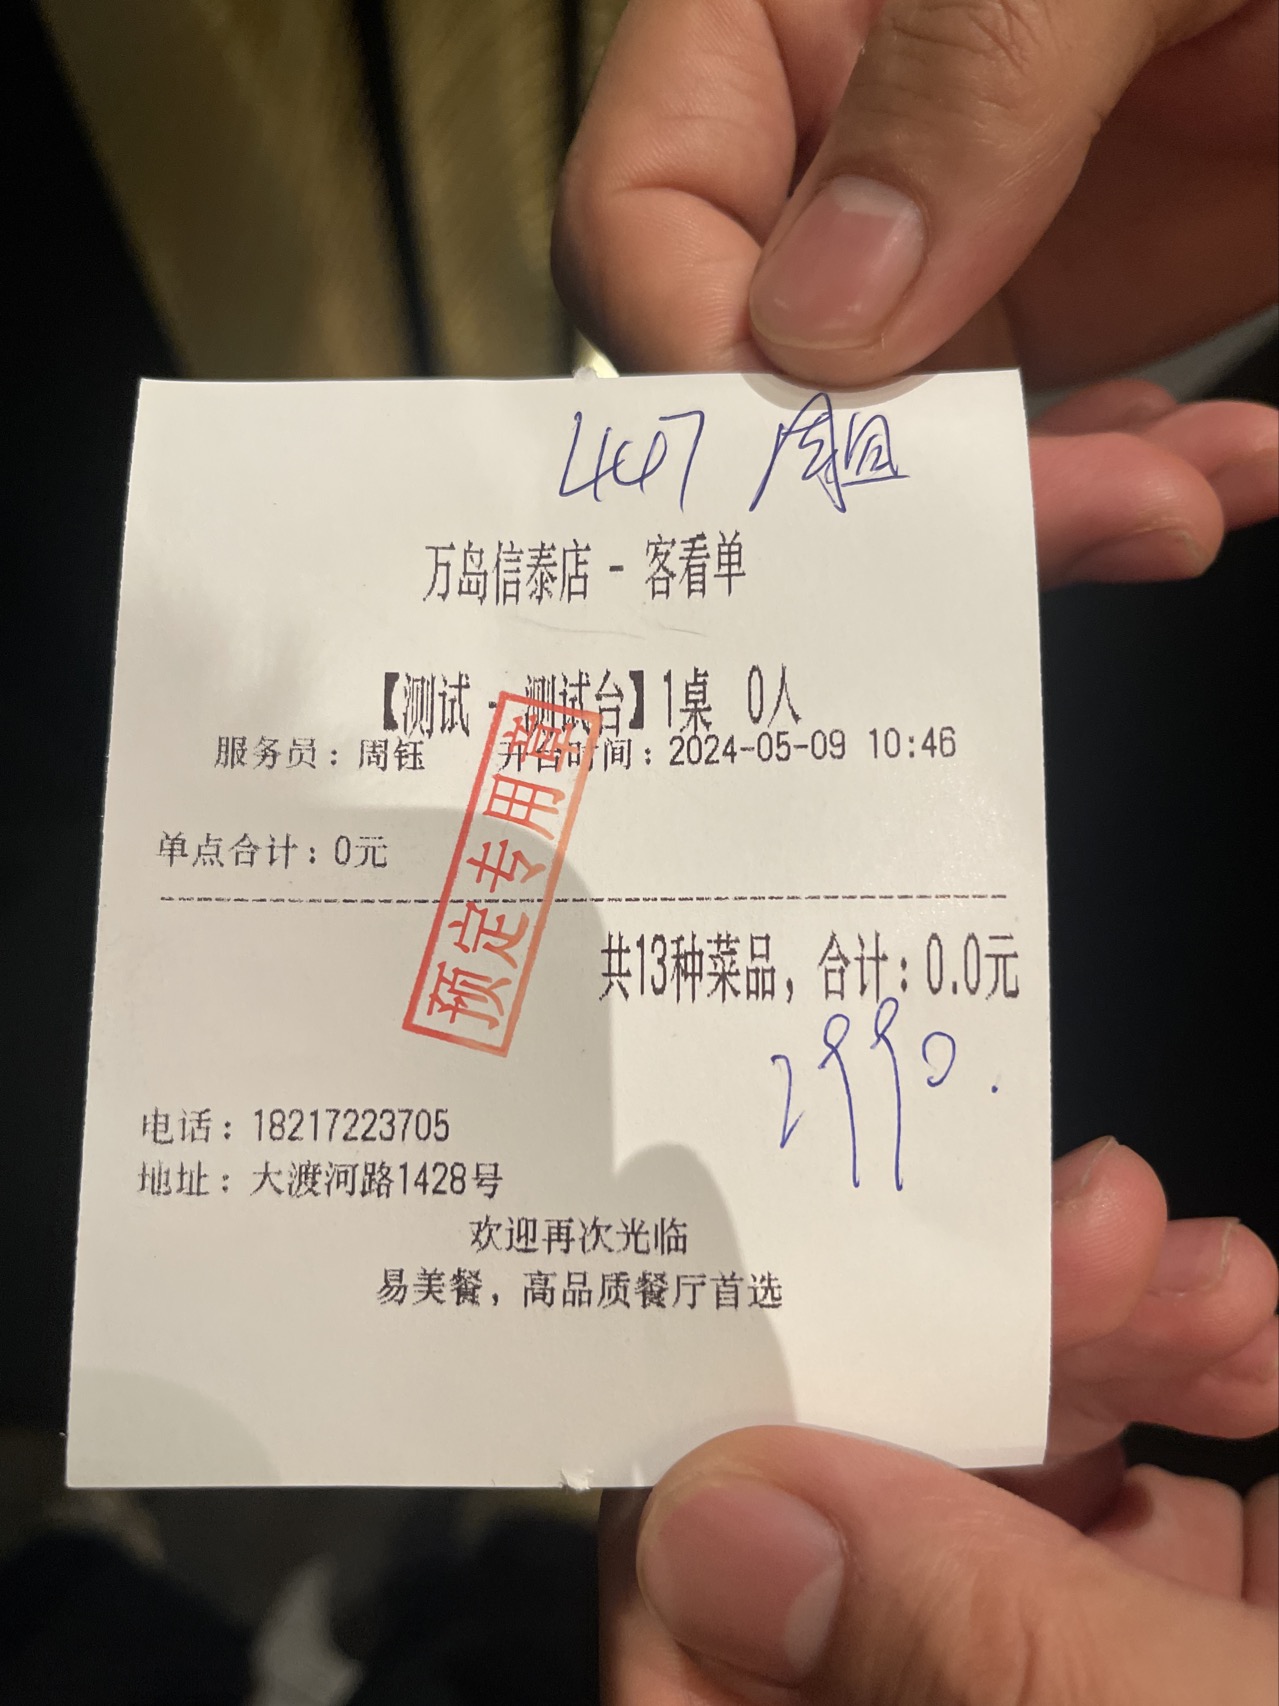 447 周姐
万岛信泰店 - 客看单
【测试 - 测试台】1桌 0人
服务员：周钰 开台时间：2024-05-09 10:46
单点合计：0元
预定专用章
共13种菜品，合计：0.0元
2990.
电话：18217223705
地址：大渡河路1428号
欢迎再次光临
易美餐，高品质餐厅首选